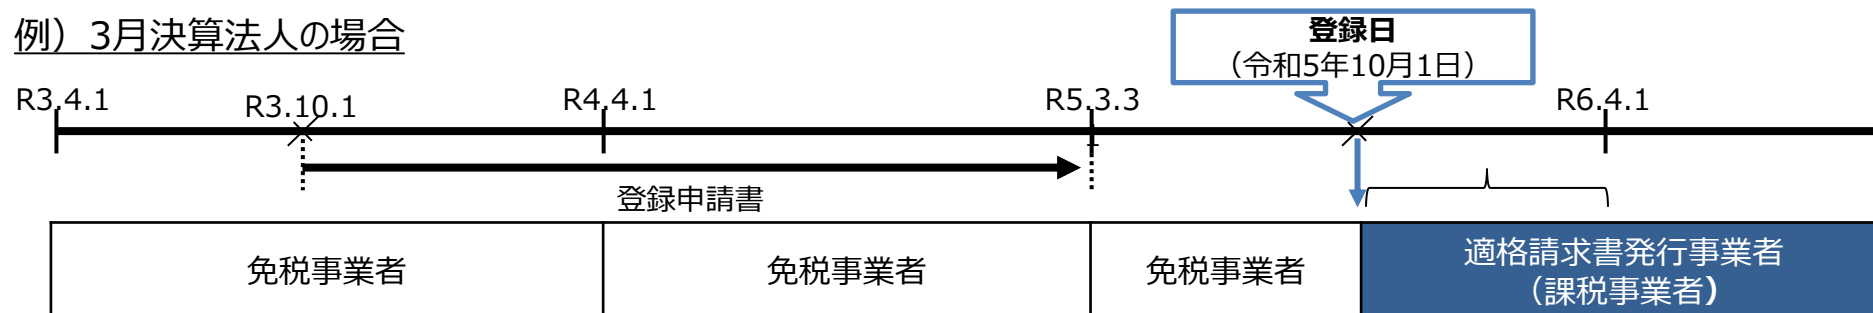 例）3月決算法人の場合
登録日
（令和5年10月1日）
R3.4.1
R3.10.1
R4.4.1
R5.3.3
1
R6.4.1
登録申請書
免税事業者
免税事業者
免税事業者
適格請求書発行事業者
（課税事業者）